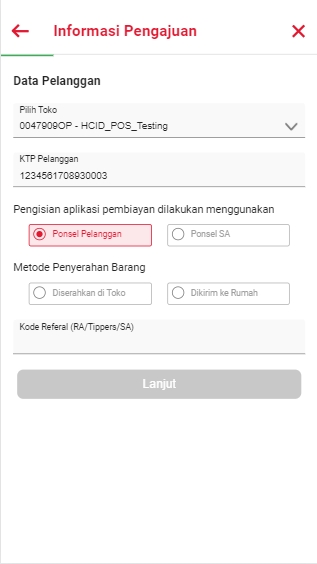 Informasi Pengajuan
Data Pelanggan
Pilih Toko
0047909OP - HCID_POS_Testing
KTP Pelanggan
1234561708930003
Pengisian aplikasi pembiayan dilakukan menggunakan
Ponsel Pelanggan
Ponsel SA
Metode Penyerahan Barang
Diserahkan di Toko
Dikirim ke Rumah
Kode Referal (RA/Tippers/SA)
Lanjut